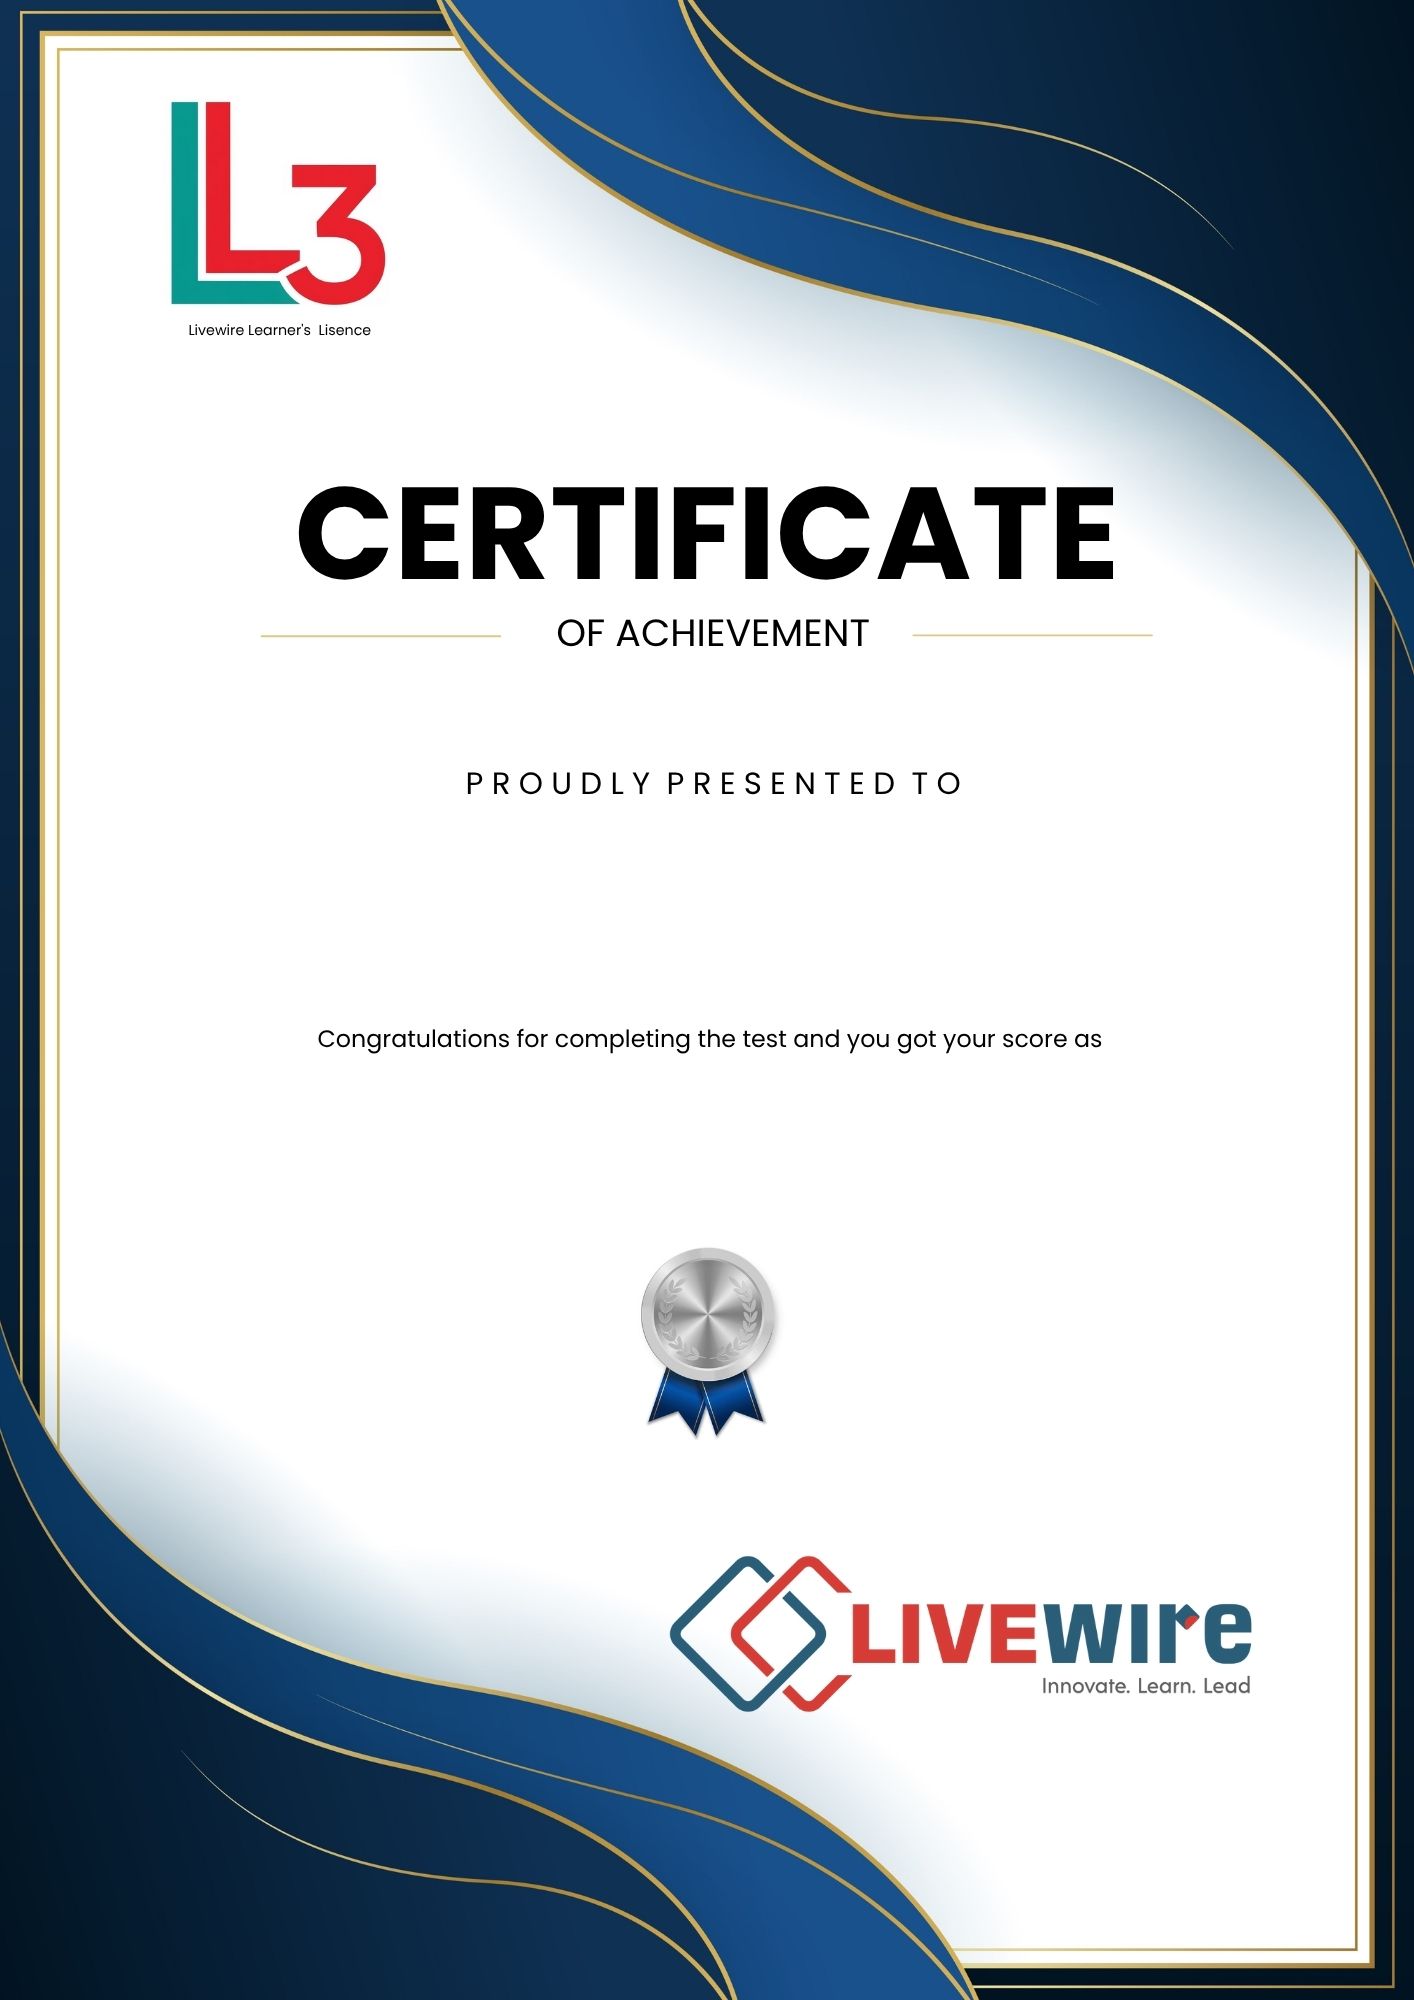 LL3
Livewire Learner's Lisence
CERTIFICATE
OF ACHIEVEMENT
PROUDLY PRESENTED TO
Congratulations for completing the test and you got your score as
LIVEWIre
Innovate. Learn. Lead